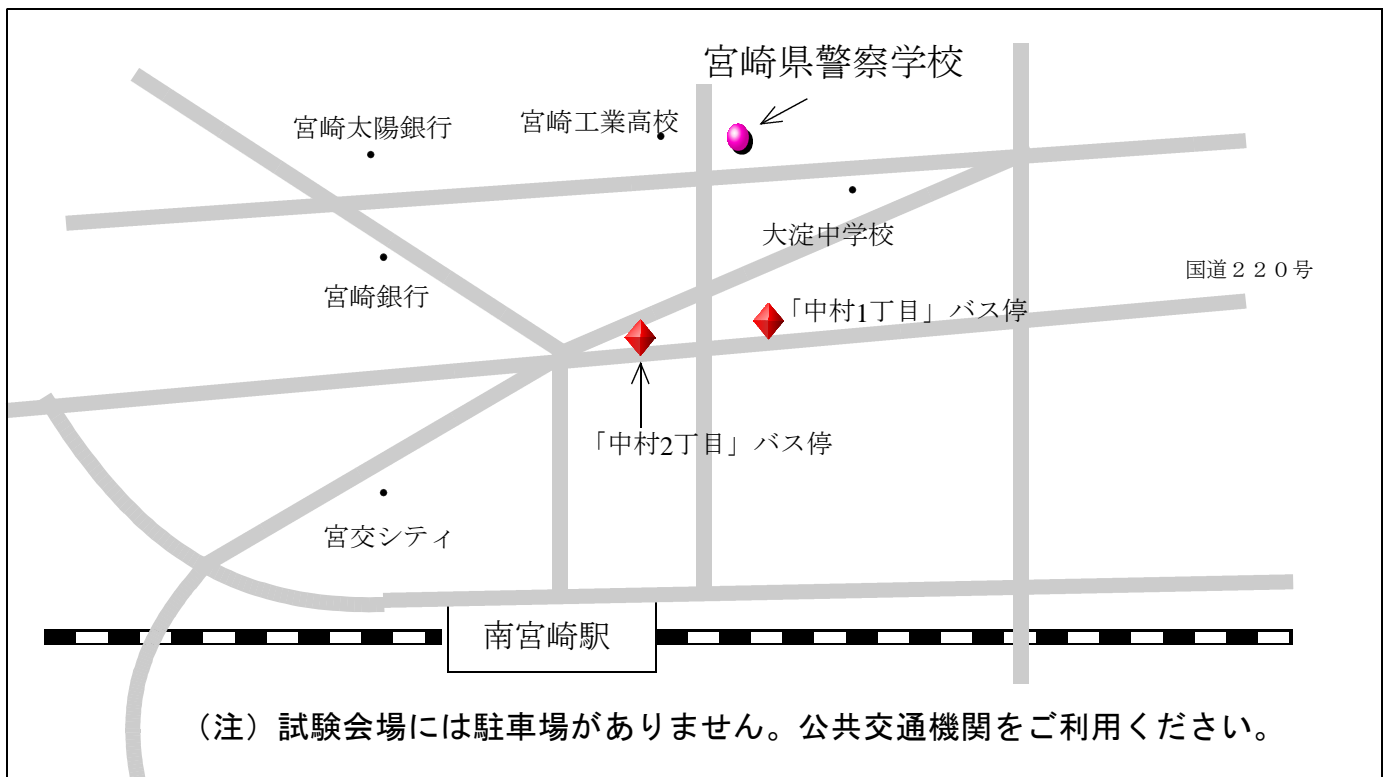 宮崎県警察学校
宮崎太陽銀行
宮崎工業高校
大淀中学校
国道２２０号
宮崎銀行
「中村1丁目」バス停
「中村2丁目」バス停
宮交シティ
南宮崎駅
（注）試験会場には駐車場がありません。公共交通機関をご利用ください。